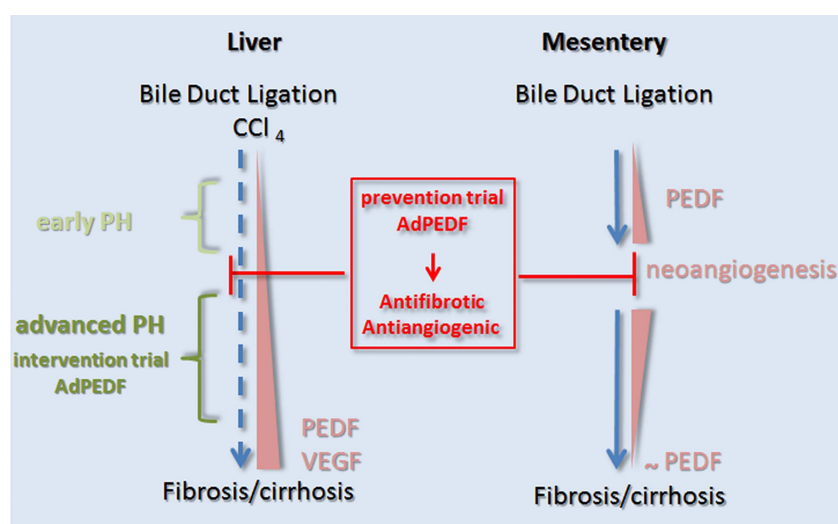 Liver
Bile Duct Ligation
CCl 4
early PH
advanced PH
intervention trial
AdPEDF
PEDF
VEGF
Fibrosis/cirrhosis
prevention trial
AdPEDF
Antifibrotic
Antiangiogenic
Mesentery
Bile Duct Ligation
PEDF
neoangiogenesis
~ PEDF
Fibrosis/cirrhosis